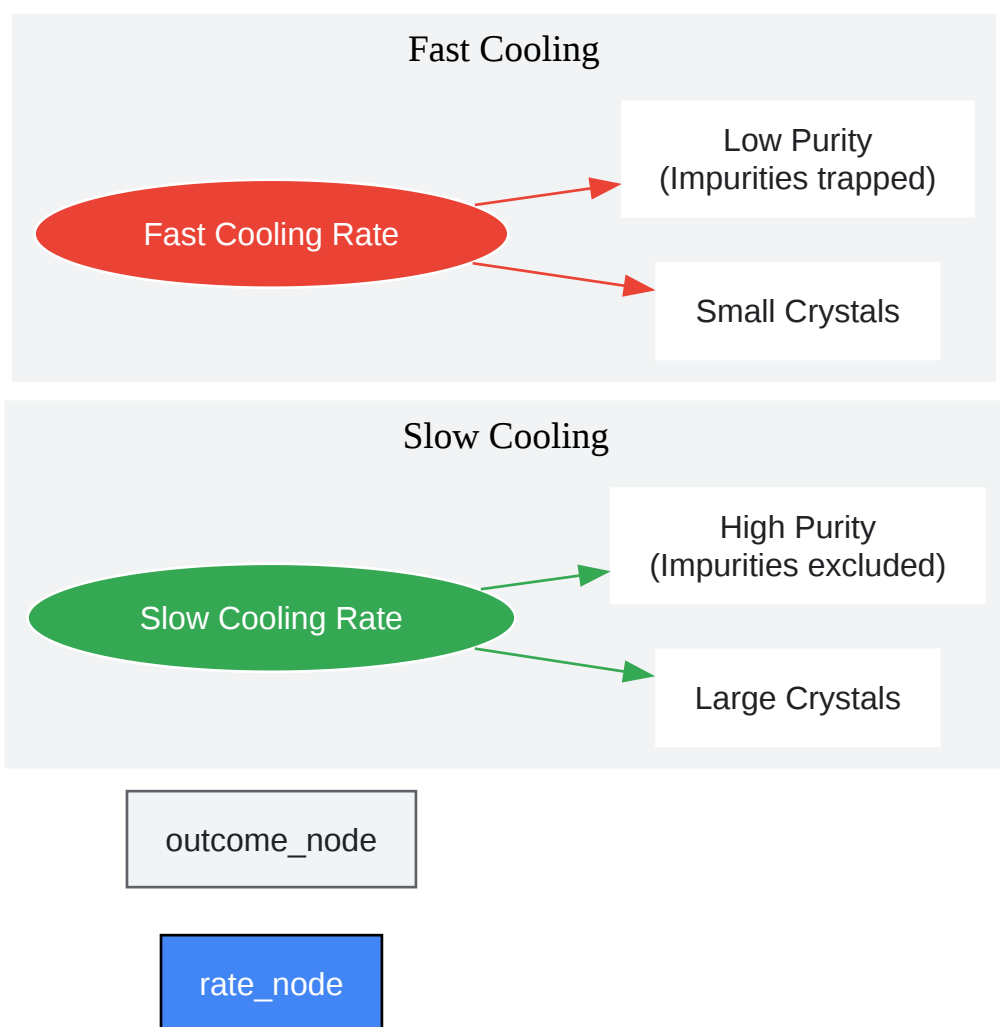 Fast Cooling
Low Purity
(Impurities trapped)
Fast Cooling Rate
Small Crystals
Slow Cooling
High Purity
(Impurities excluded)
Slow Cooling Rate
Large Crystals
outcome_node
rate_node